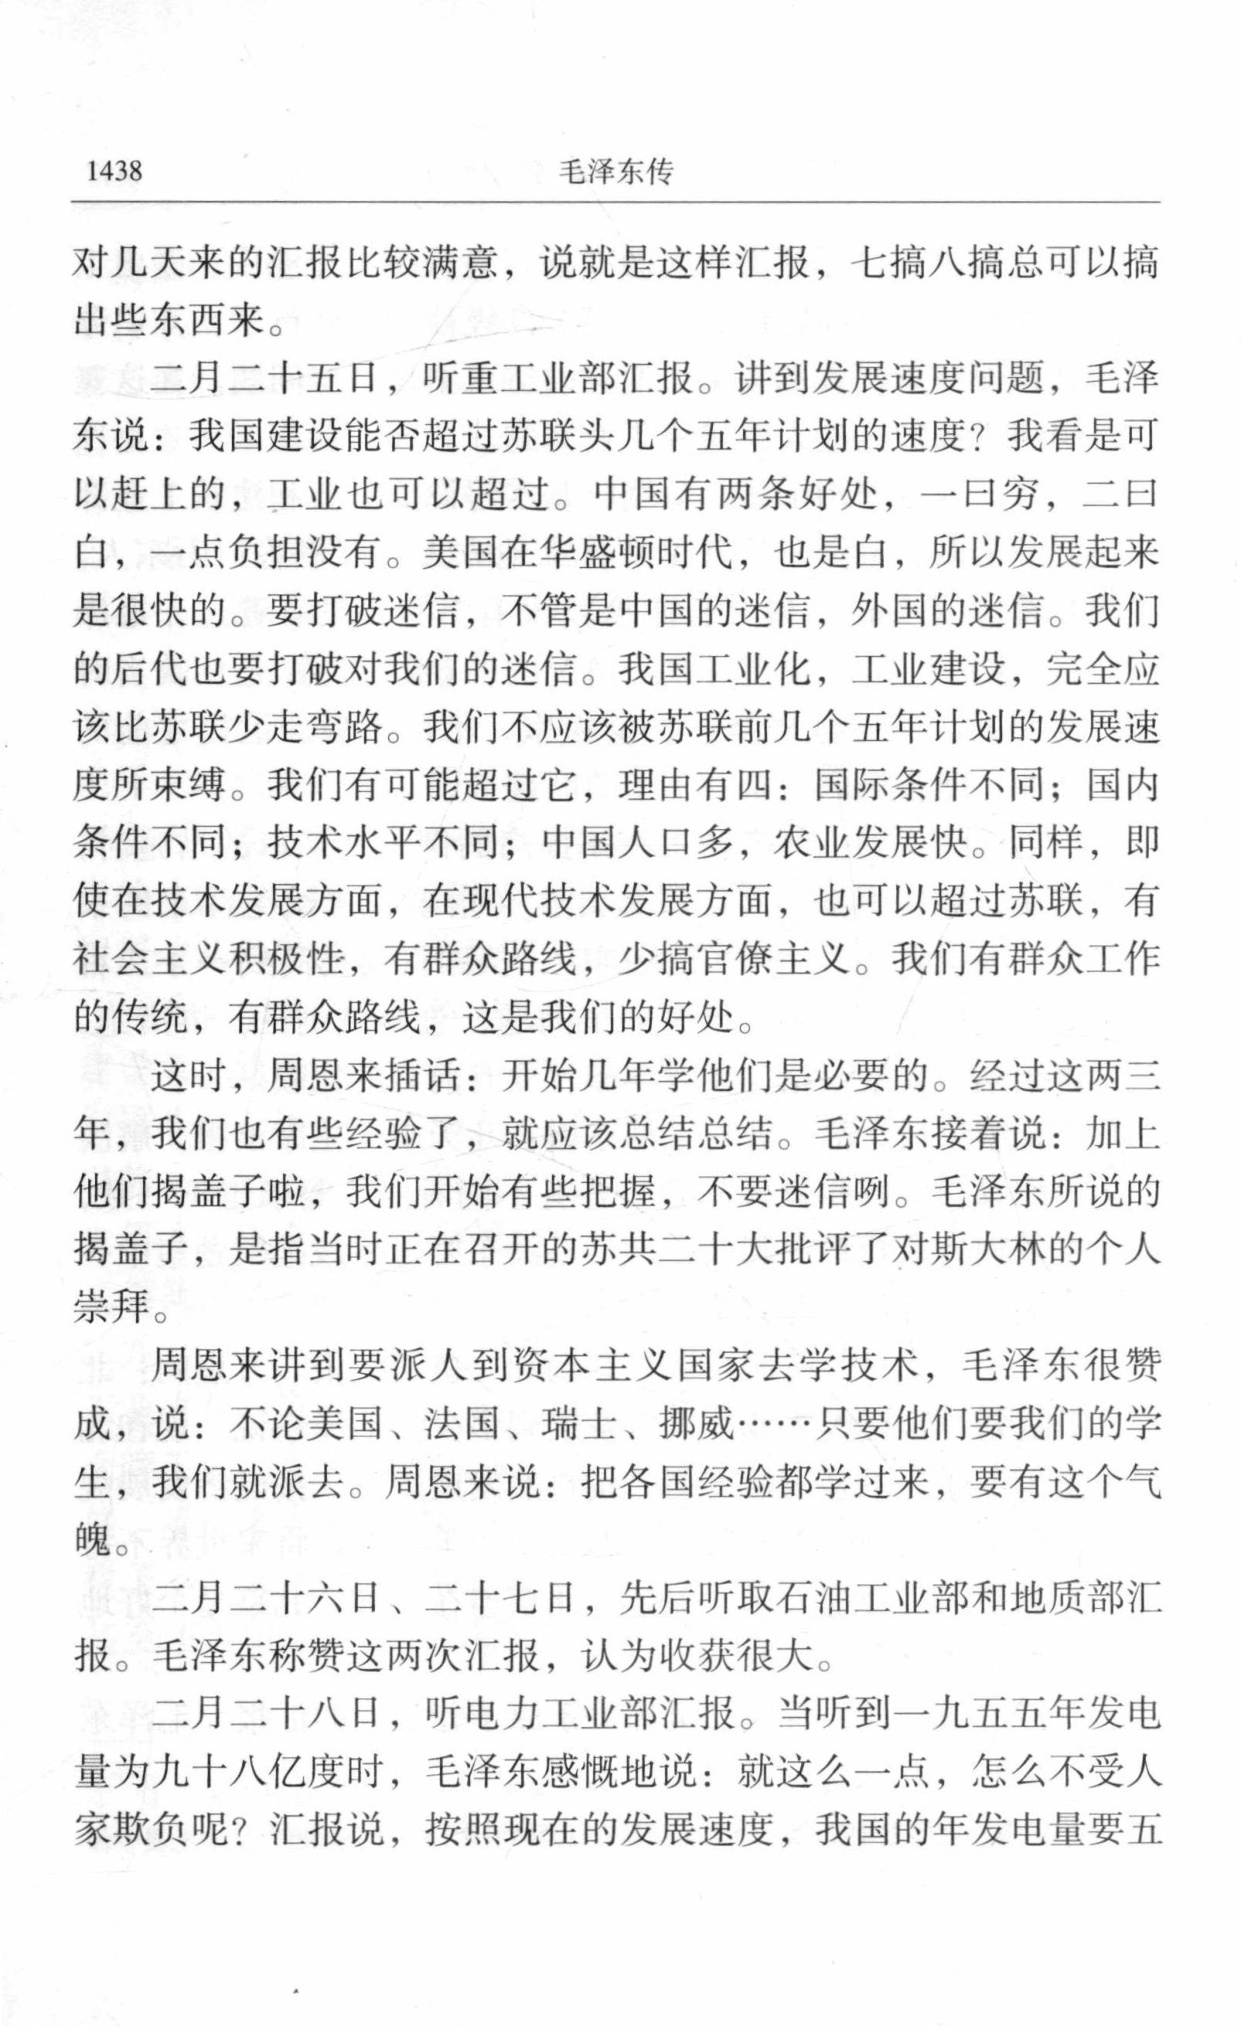 1438
毛泽东传
对几天来的汇报比较满意，说就是这样汇报，七搞八搞总可以搞
出些东西来。
二月二十五日，听重工业部汇报。讲到发展速度问题，毛泽
东说：我国建设能否超过苏联头几个五年计划的速度？我看是可
以赶上的，工业也可以超过。中国有两条好处，一曰穷，二曰
白，一点负担没有。美国在华盛顿时代，也是白，所以发展起来
是很快的。要打破迷信，不管是中国的迷信，外国的迷信。我们
的后代也要打破对我们的迷信。我国工业化，工业建设，完全应
该比苏联少走弯路。我们不应该被苏联前几个五年计划的发展速
度所束缚。我们有可能超过它，理由有四：国际条件不同；国内
条件不同；技术水平不同；中国人口多，农业发展快。同样，即
使在技术发展方面，在现代技术发展方面，也可以超过苏联，有
社会主义积极性，有群众路线，少搞官僚主义。我们有群众工作
的传统，有群众路线，这是我们的好处。
这时，周恩来插话：开始几年学他们是必要的。经过这两三
年，我们也有些经验了，就应该总结总结。毛泽东接着说：加上
他们揭盖子啦，我们开始有些把握，不要迷信咧。毛泽东所说的
揭盖子，是指当时正在召开的苏共二十大批评了对斯大林的个人
崇拜。
周恩来讲到要派人到资本主义国家去学技术，毛泽东很赞
成，说：不论美国、法国、瑞士、挪威……只要他们要我们的学
生，我们就派去。周恩来说：把各国经验都学过来，要有这个气
魄。
二月二十六日、二十七日，先后听取石油工业部和地质部汇
报。毛泽东称赞这两次汇报，认为收获很大。
二月二十八日，听电力工业部汇报。当听到一九五五年发电
量为九十八亿度时，毛泽东感慨地说：就这么一点，怎么不受人
家欺负呢？汇报说，按照现在的发展速度，我国的年发电量要五